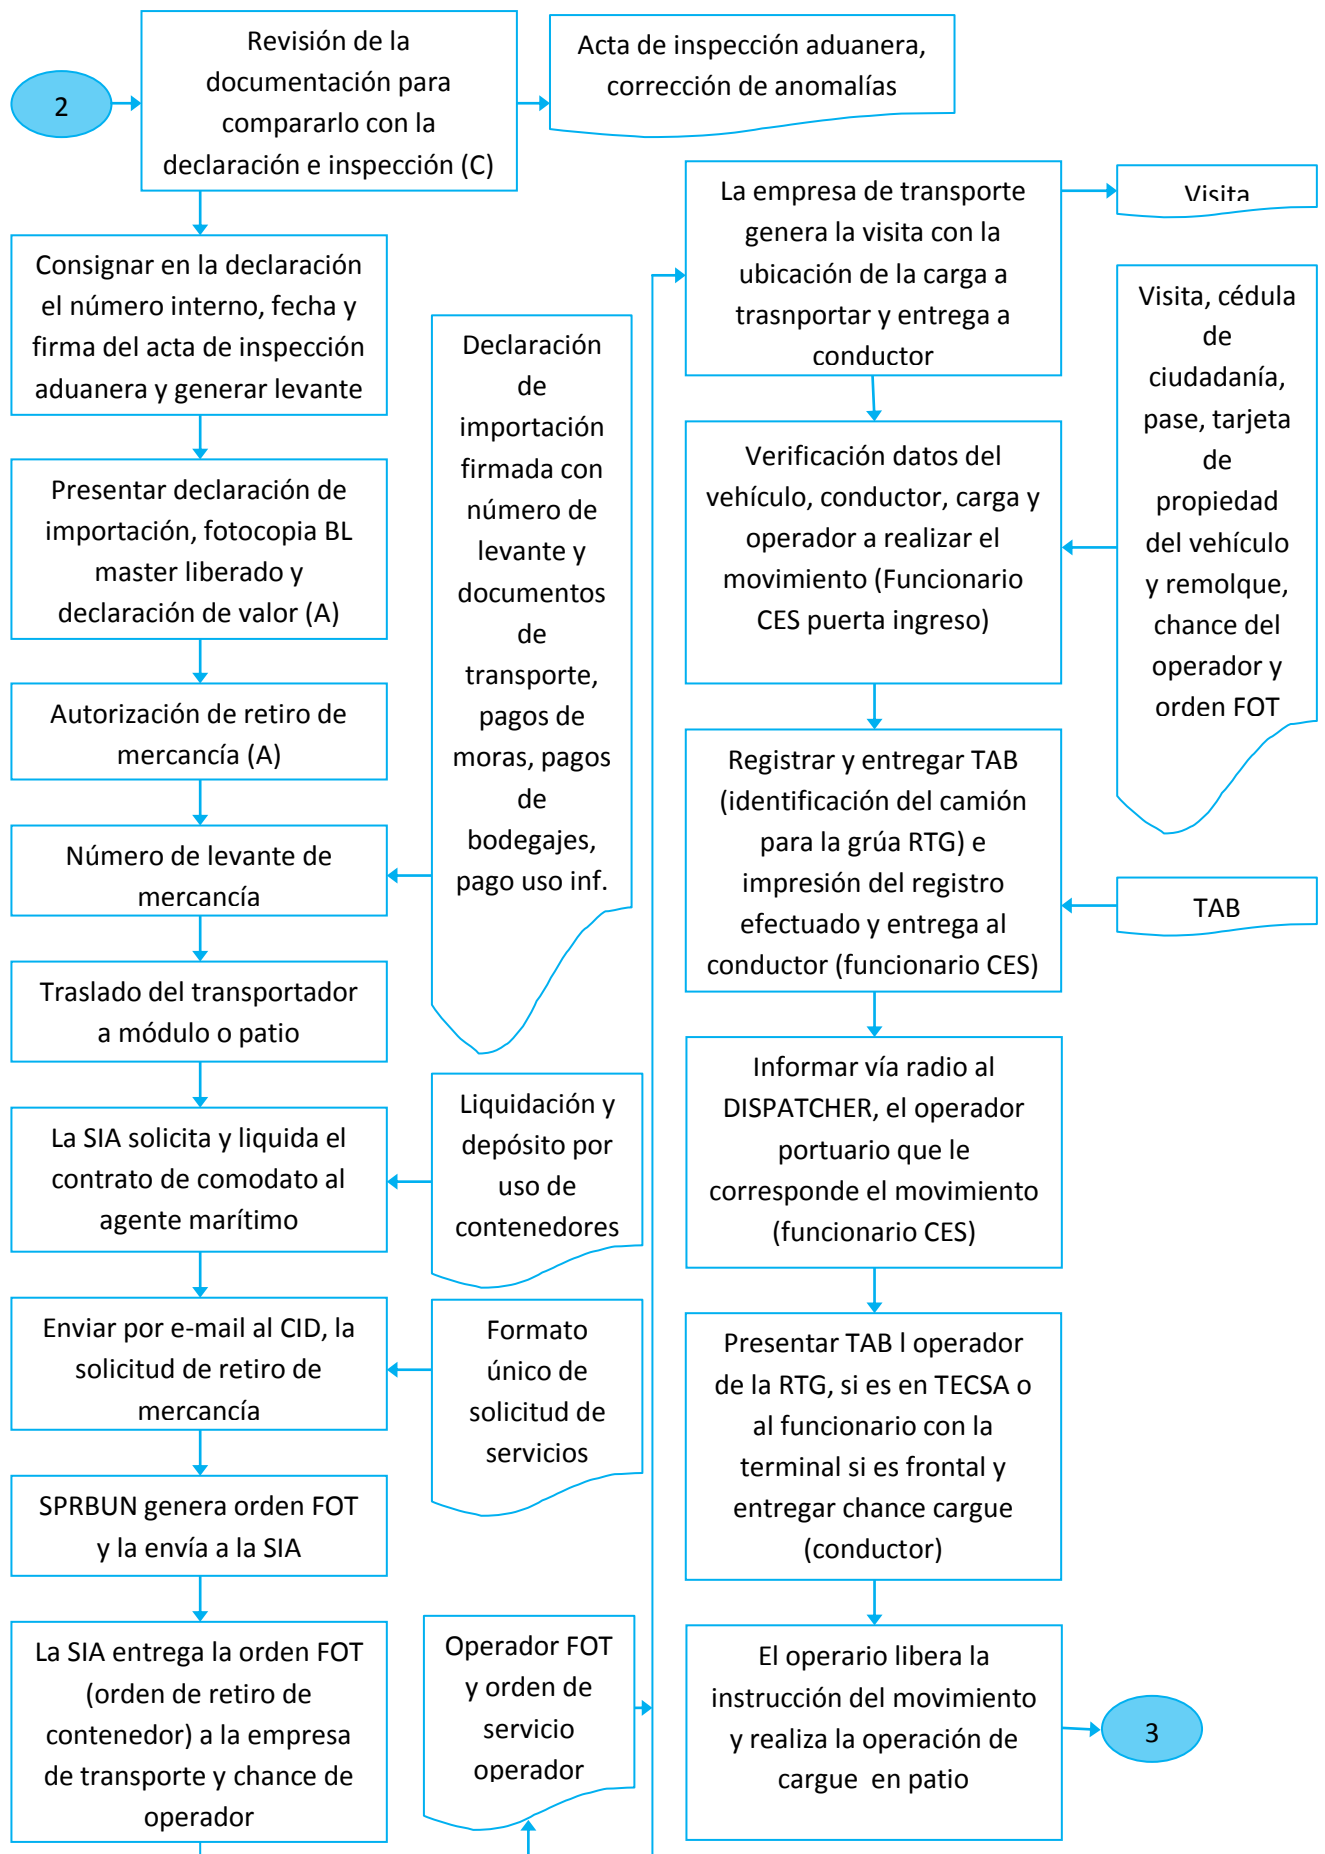 2
Revisión de la
documentación para
compararlo con la
declaración e inspección (C)
Acta de inspección aduanera,
corrección de anomalías
Consignar en la declaración
el número interno, fecha y
firma del acta de inspección
aduanera y generar levante
Presentar declaración de
importación, fotocopia BL
master liberado y
declaración de valor (A)
Autorización de retiro de
mercancía (A)
Número de levante de
mercancía
Declaración
de
importación
firmada con
número de
levante y
documentos
de
transporte,
pagos de
moras, pagos
de
bodegajes,
pago uso inf.
Traslado del transportador
a módulo o patio
La SIA solicita y liquida el
contrato de comodato al
agente marítimo
Liquidación y
depósito por
uso de
contenedores
Enviar por e-mail al CID, la
solicitud de retiro de
mercancía
Formato
único de
solicitud de
servicios
SPRBUN genera orden FOT
y la envía a la SIA
La SIA entrega la orden FOT
(orden de retiro de
contenedor) a la empresa
de transporte y chance de
operador
Operador FOT
y orden de
servicio
operador
La empresa de transporte
genera la visita con la
ubicación de la carga a
trasnportar y entrega a
conductor
Visita
Verificación datos del
vehículo, conductor, carga y
operador a realizar el
movimiento (Funcionario
CES puerta ingreso)
Visita, cédula
de
ciudadanía,
pase, tarjeta
de
propiedad
del vehículo
y remolque,
chance del
operador y
orden FOT
Registrar y entregar TAB
(identificación del camión
para la grúa RTG) e
impresión del registro
efectuado y entrega al
conductor (funcionario CES)
TAB
Informar vía radio al
DISPATCHER, el operador
portuario que le
corresponde el movimiento
(funcionario CES)
Presentar TAB l operador
de la RTG, si es en TECSA o
al funcionario con la
terminal si es frontal y
entregar chance cargue
(conductor)
El operario libera la
instrucción del movimiento
y realiza la operación de
cargue en patio
3